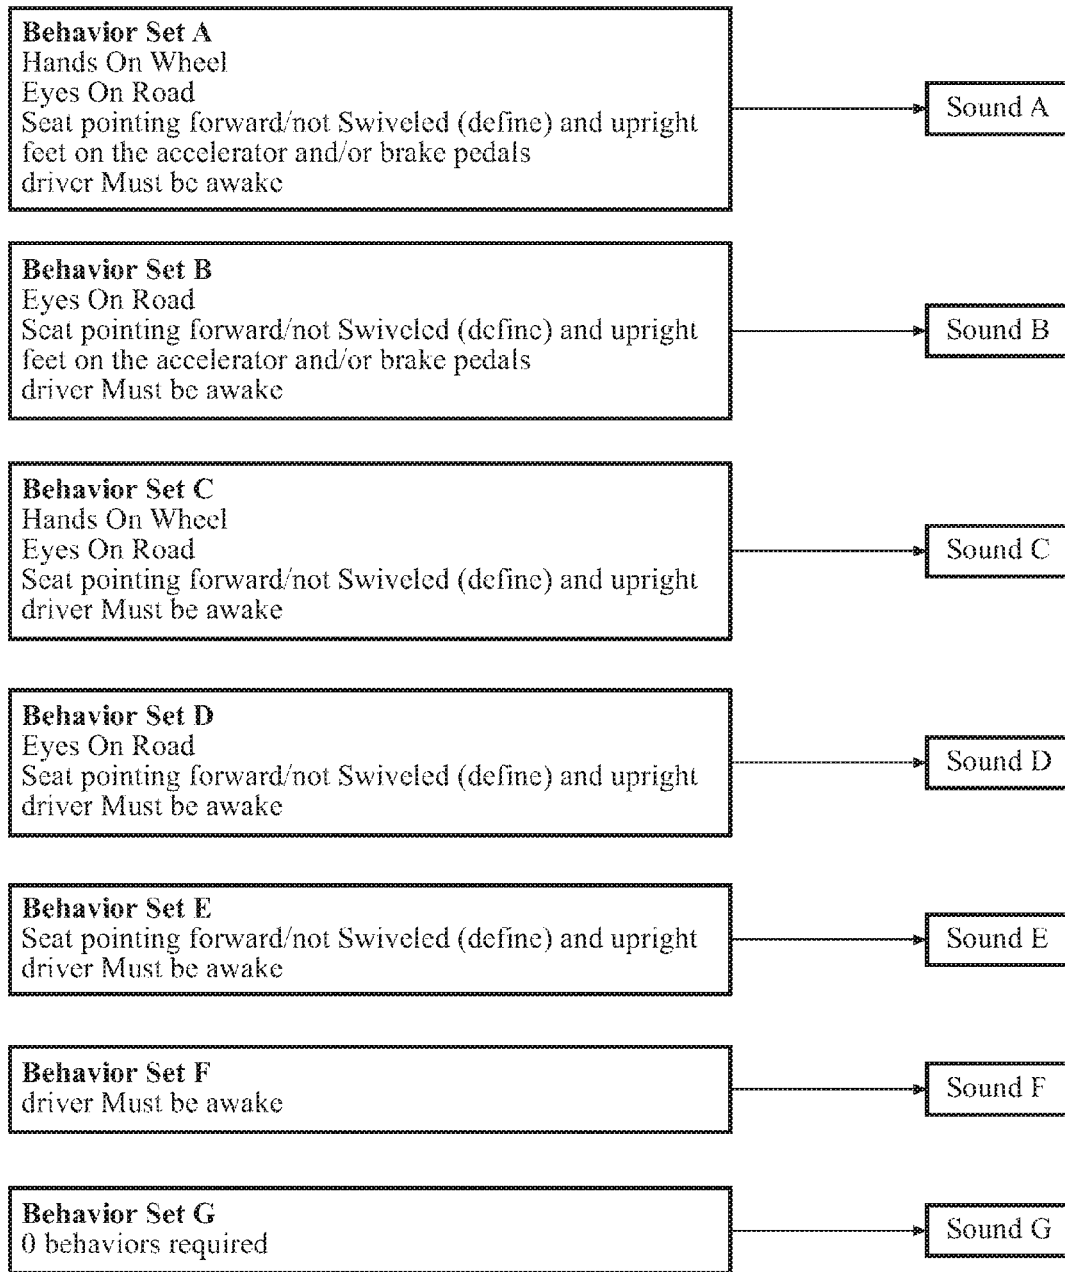 Behavior Set A
Hands On Wheel
Eyes On Road
Seat pointing forward/not Swiveled (define) and upright
feet on the accelerator and/or brake pedals
driver Must be awake
Sound A
Behavior Set B
Eyes On Road
Seat pointing forward/not Swiveled (define) and upright
feet on the accelerator and/or brake pedals
driver Must be awake
Sound B
Behavior Set C
Hands On Wheel
Eyes On Road
Seat pointing forward/not Swiveled (define) and upright
driver Must be awake
Sound C
Behavior Set D
Eyes On Road
Seat pointing forward/not Swiveled (define) and upright
driver Must be awake
Sound D
Behavior Set E
Seat pointing forward/not Swiveled (define) and upright
driver Must be awake
Sound E
Behavior Set F
driver Must be awake
Sound F
Behavior Set G
0 behaviors required
Sound G